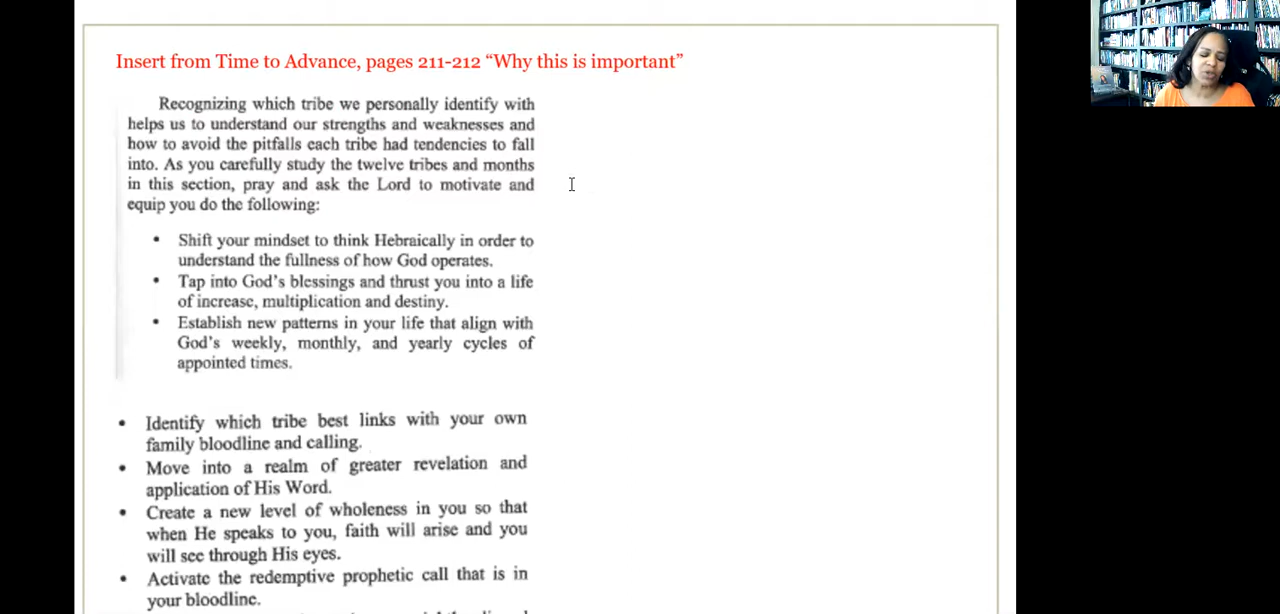 Insert from Time to Advance, pages 211-212 “Why this is important”
Recognizing which tribe we personally identify with
helps us to understand our strengths and weaknesses and
how to avoid the pitfalls each tribe had tendencies to fall
into. As you carefully study the twelve tribes and months
in this section, pray and ask the Lord to motivate and
equip you do the following:
• Shift your mindset to think Hebraically in order to
understand the fullness of how God operates.
• Tap into God's blessings and thrust you into a life
of increase, multiplication and destiny.
• Establish new patterns in your life that align with
God's weekly, monthly, and yearly cycles of
appointed times.
• Identify which tribe best links with your own
family bloodline and calling.
• Move into a realm of greater revelation and
application of His Word.
• Create a new level of wholeness in you so that
when He speaks to you, faith will arise and you
will see through His eyes.
• Activate the redemptive prophetic call that is in
your bloodline.